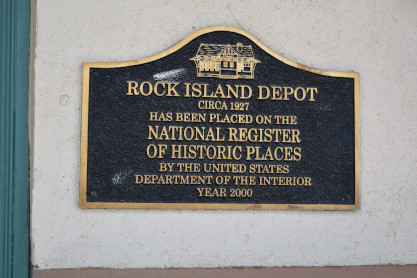 ROCK ISLAND DEPOT
CIRCA 1927
HAS BEEN PLACED ON THE
NATIONAL REGISTER
OF HISTORIC PLACES
BY THE UNITED STATES
DEPARTMENT OF THE INTERIOR
YEAR 2000